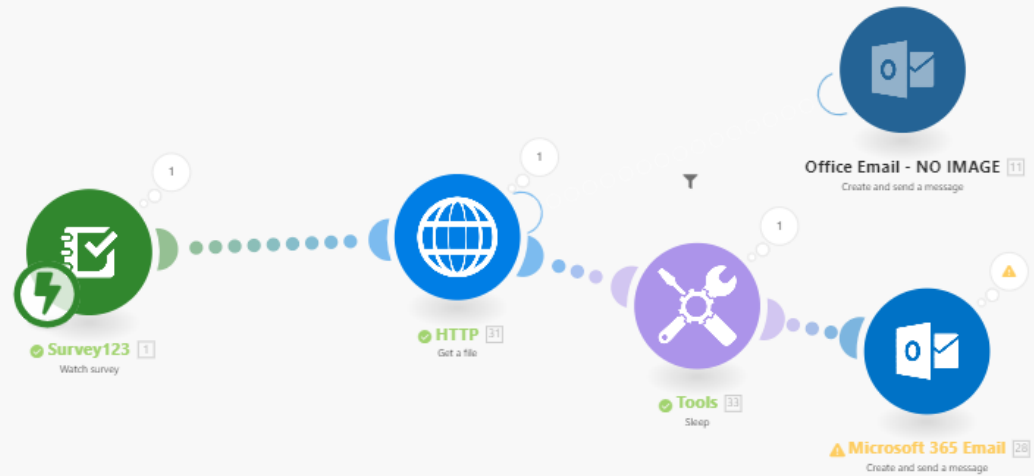 Office Email - NO IMAGE 11
Create and send a message
1
1
1
Survey123 1
Watch survey
HTTP 31
Get a file
Tools 33
Sleep
Microsoft 365 Email 28
Create and send a message